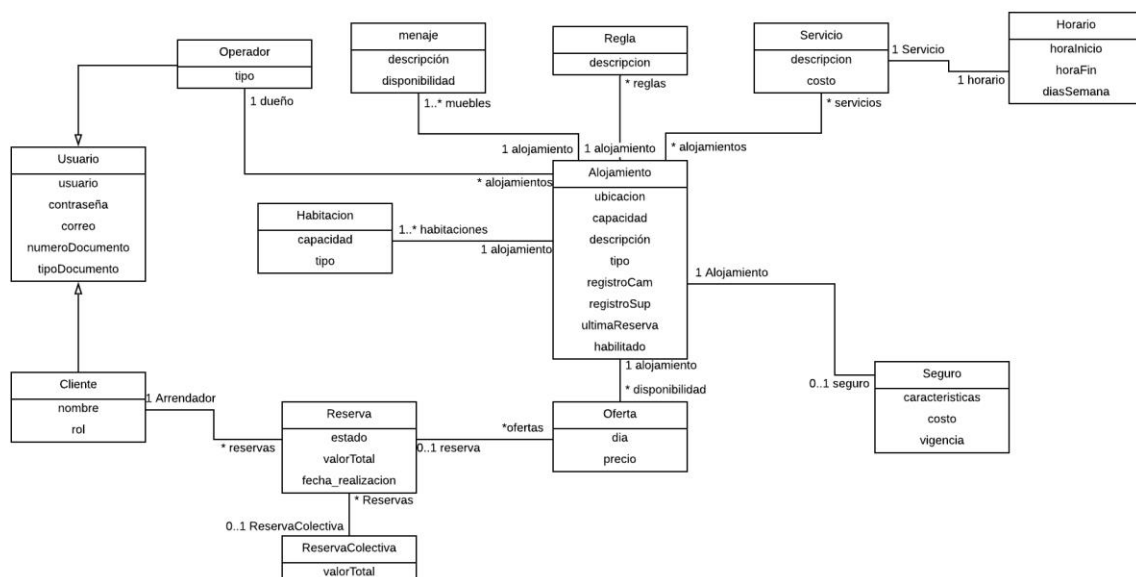 Operador
tipo
1 dueño
menaje
descripción
disponibilidad
1..* muebles
Regla
descripcion
* reglas
Servicio
descripcion
costo
* servicios
1 Servicio
1 horario
Horario
horaInicio
horaFin
diasSemana
1 alojamiento
1 alojamiento
* alojamientos
* alojamientos
Usuario
usuario
contraseña
correo
numeroDocumento
tipoDocumento
Habitacion
capacidad
tipo
1..* habitaciones
1 alojamiento
Alojamiento
ubicacion
capacidad
descripción
tipo
registroCam
registroSup
ultimaReserva
habilitado
1 Alojamiento
0..1 seguro
Seguro
caracteristicas
costo
vigencia
1 alojamiento
* disponibilidad
Cliente
nombre
rol
1 Arrendador
* reservas
Reserva
estado
valorTotal
fecha_realizacion
*ofertas
0..1 reserva
Oferta
dia
precio
* Reservas
0..1 ReservaColectiva
ReservaColectiva
valorTotal